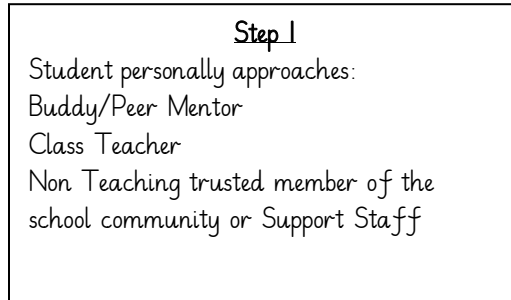 Step 1
Student personally approaches:
Buddy/Peer Mentor
Class Teacher
Non Teaching trusted member of the
school community or Support Staff